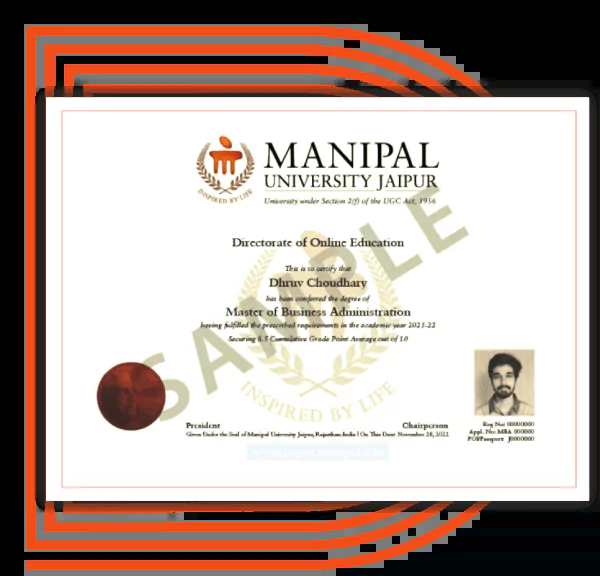 MANIPAL
UNIVERSITY JAIPUR
University under Section 2(f) of the UGC Act, 1956
INSPIRED BY LIFE
Directorate of Online Education
This is to certify that
Dhruv Choudhary
has been conferred the degree of
Master of Business Administration
having fulfilled the prescribed requirements in the academic year 2021-22
Securing 8.5 Cumulative Grade Point Average out of 10
SAMPLE
INSPIRED BY LIFE
President Chairperson
Given Under the Seal of Manipal University Jaipur, Rajasthan India | On This Date November 28, 2022
Reg No: 00000000
Appl. No: MBA 000000
POI/Passport: J0000000